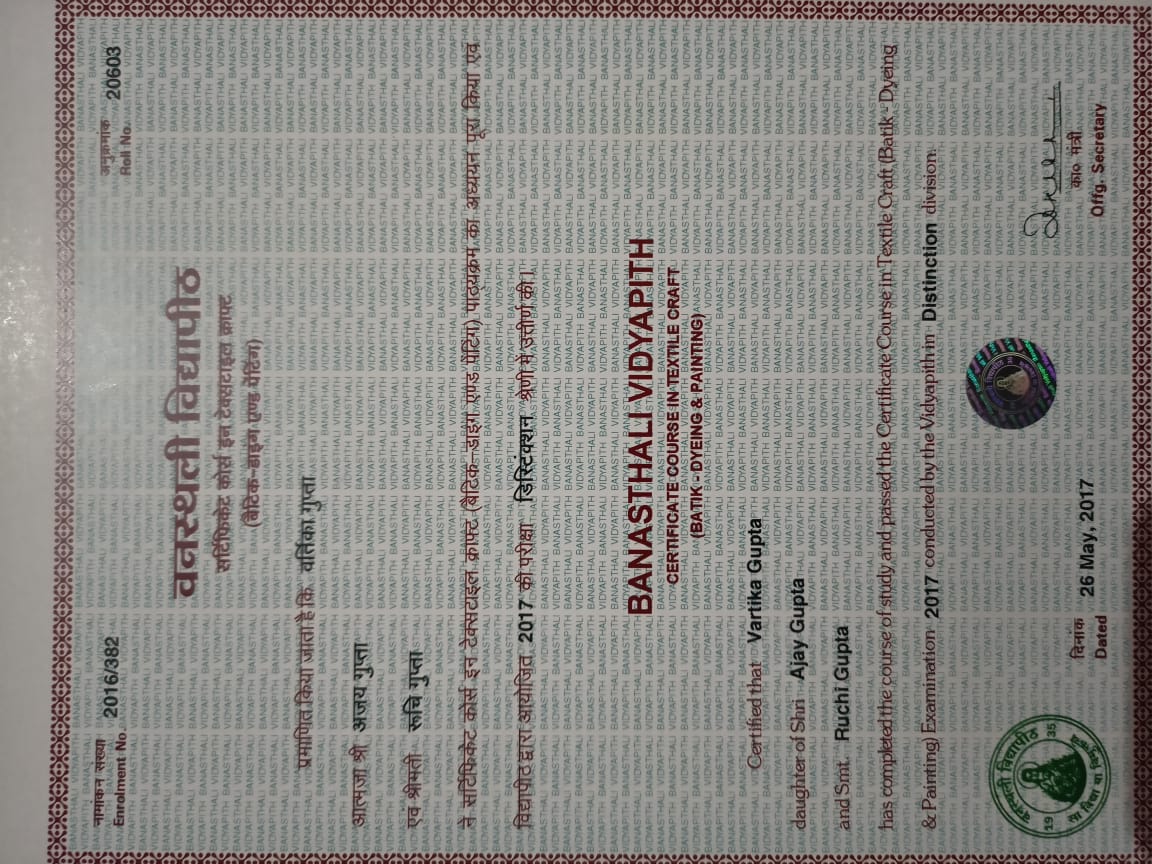 नामांकन संख्या
Enrolment No. 2016/382
अनुक्रमांक
Roll No. 20603
वनस्थली विद्यापीठ
सर्टिफिकेट कोर्स इन टेक्सटाइल क्राफ्ट
(बैटिक-डाइंग एण्ड पेंटिंग)
प्रमाणित किया जाता है कि वर्तिका गुप्ता
आत्मजा श्री अजय गुप्ता
एवं श्रीमती रूचि गुप्ता
ने सर्टिफिकेट कोर्स इन टेक्सटाइल क्राफ्ट (बैटिक-डाइंग एण्ड पेंटिंग) पाठ्यक्रम का अध्ययन पूरा किया एवं
विद्यापीठ द्वारा आयोजित 2017 की परीक्षा डिस्टिंक्शन श्रेणी में उत्तीर्ण की।
BANASTHALI VIDYAPITH
CERTIFICATE COURSE IN TEXTILE CRAFT
(BATIK - DYEING & PAINTING)
Certified that Vartika Gupta
daughter of Shri Ajay Gupta
and Smt. Ruchi Gupta
has completed the course of study and passed the Certificate Course in Textile Craft (Batik - Dyeing
& Painting) Examination 2017 conducted by the Vidyapith in Distinction division.
वनस्थली विद्यापीठ
19 35
सा विद्या या विमुक्तये
दिनांक
Dated 26 May, 2017
का० मंत्री
Offg. Secretary